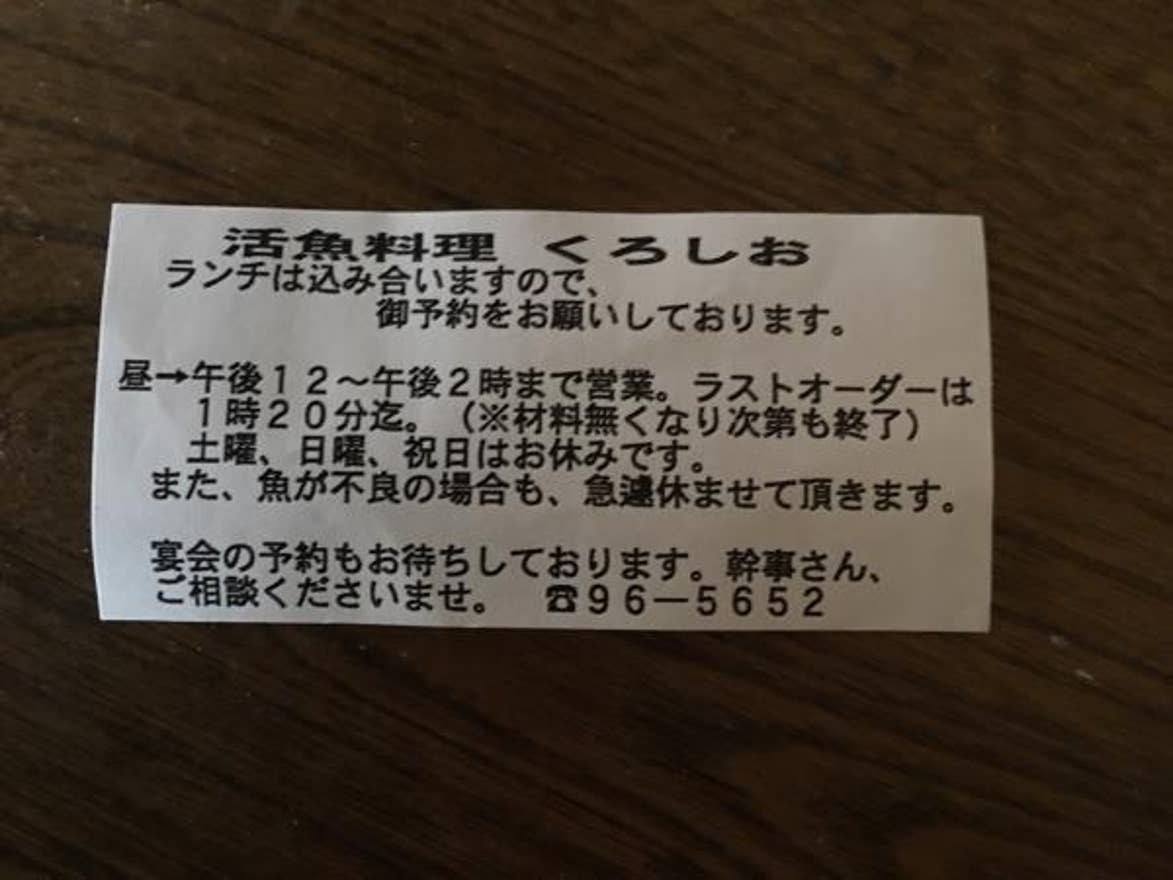 活魚料理 くろしお
ランチは込み合いますので、
御予約をお願いしております。
昼→午後１２～午後２時まで営業。ラストオーダーは
１時２０分迄。（※材料無くなり次第も終了）
土曜、日曜、祝日はお休みです。
また、魚が不良の場合も、急遽休ませて頂きます。
宴会の予約もお待ちしております。幹事さん、
ご相談くださいませ。 ☎９６－５６５２